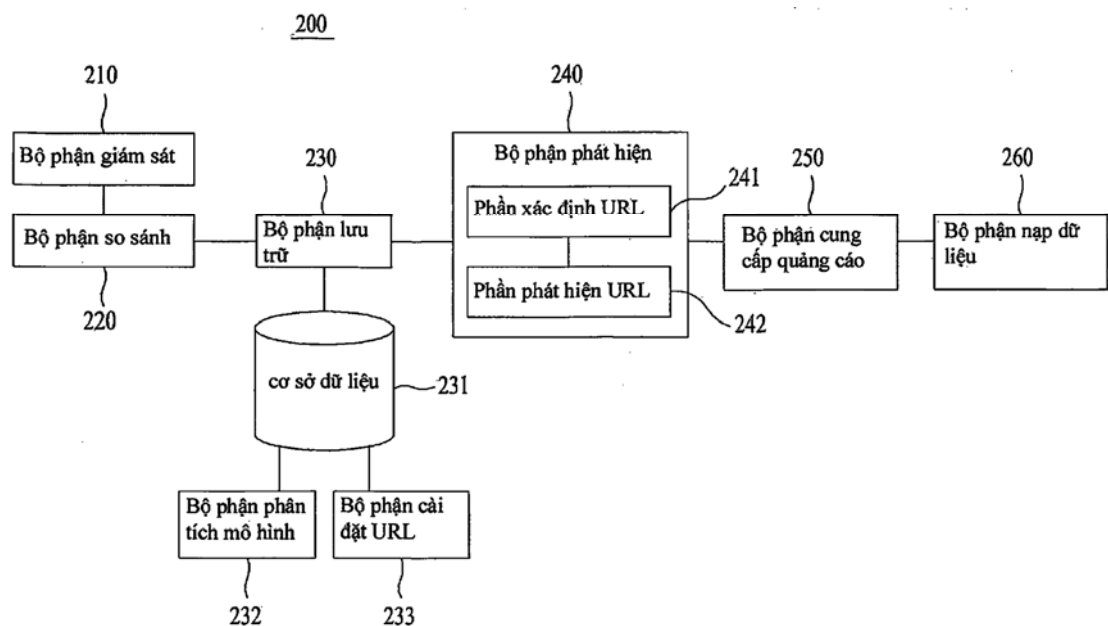 200
210
240
Bộ phận giám sát
Bộ phận phát hiện
230
241
250
260
Phần xác định URL
Bộ phận so sánh
Bộ phận lưu
trữ
Bộ phận cung
cấp quảng cáo
Bộ phận nạp dữ
liệu
220
Phần phát hiện URL
242
cơ sở dữ liệu
231
Bộ phận phân
tích mô hình
Bộ phận cài
đặt URL
232
233